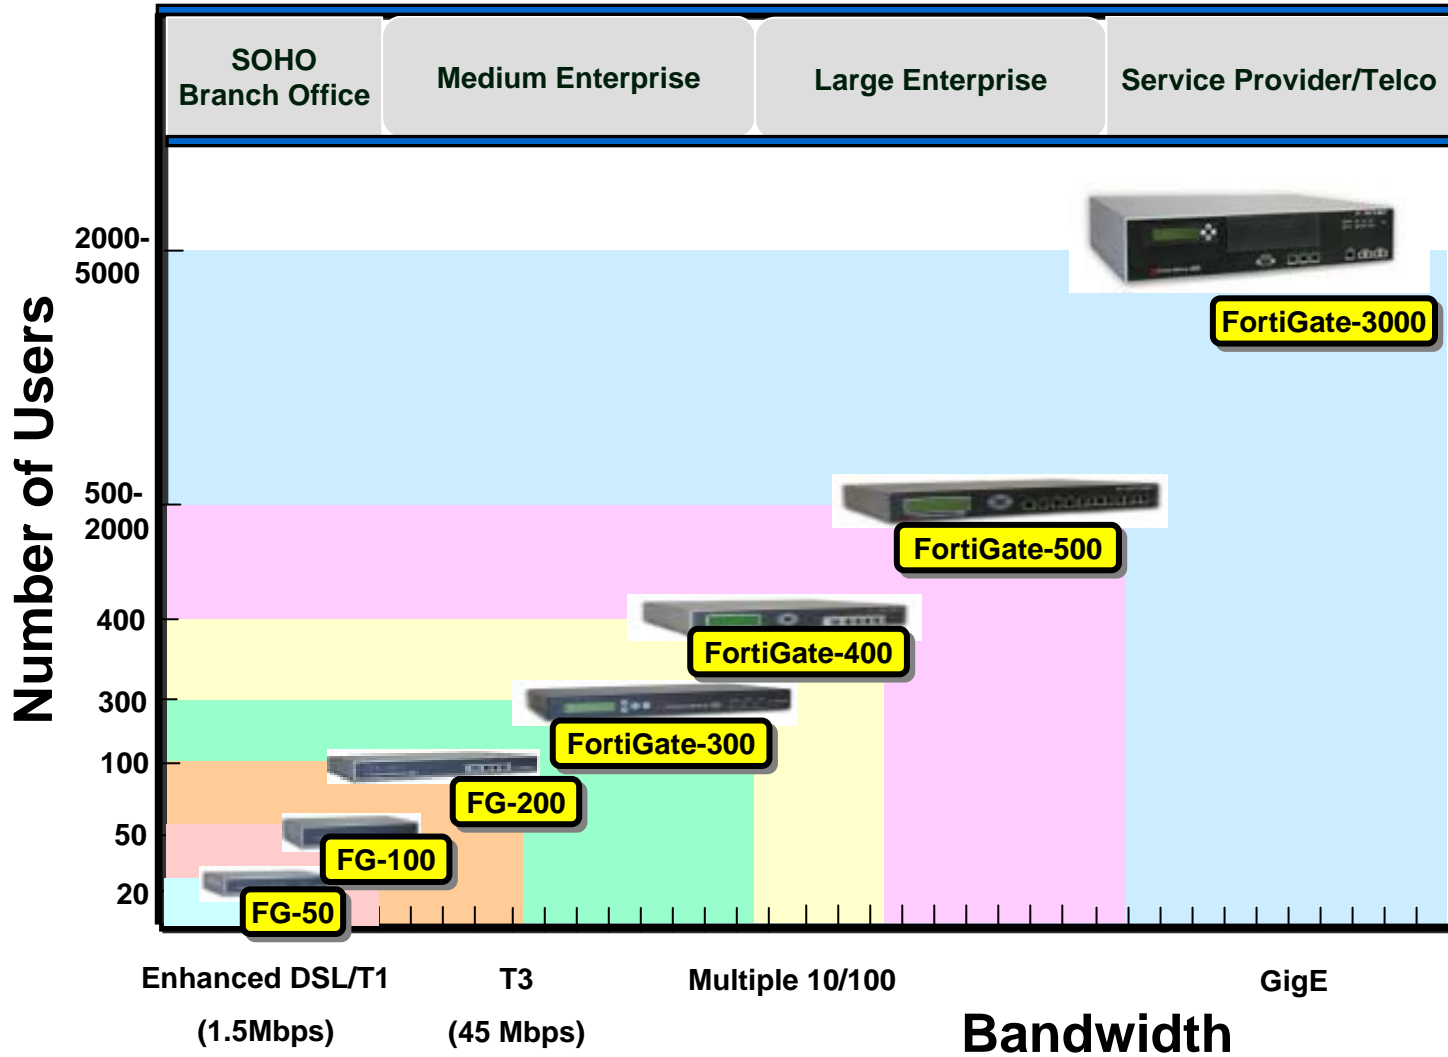 SOHO
Branch Office
Medium Enterprise
Large Enterprise
Service Provider/Telco
Number of Users
2000-
5000
500-
2000
400
300
100
50
20
FortiGate-3000
FortiGate-500
FortiGate-400
FortiGate-300
FG-200
FG-100
FG-50
Enhanced DSL/T1
(1.5Mbps)
T3
(45 Mbps)
Multiple 10/100
GigE
Bandwidth